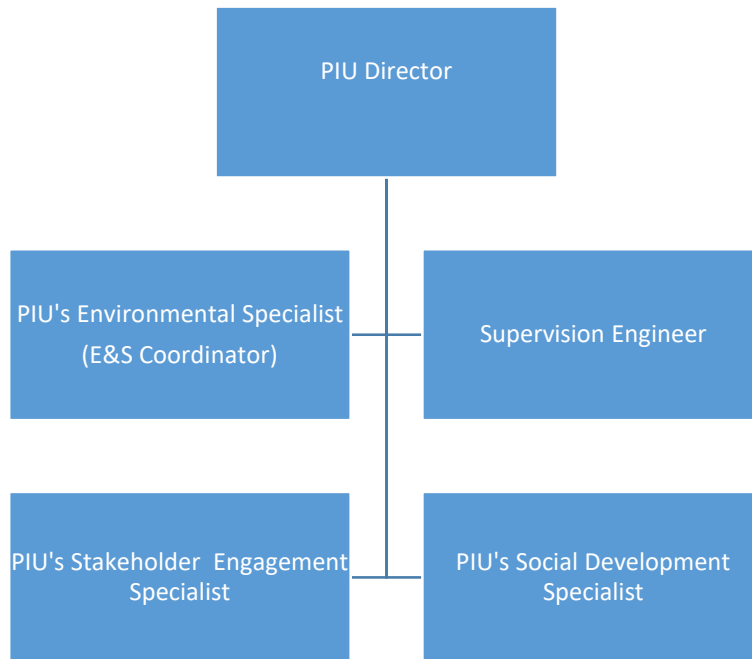 PIU Director
PIU's Environmental Specialist
(E&S Coordinator)
Supervision Engineer
PIU's Stakeholder  Engagement
Specialist
PIU's Social Development
Specialist